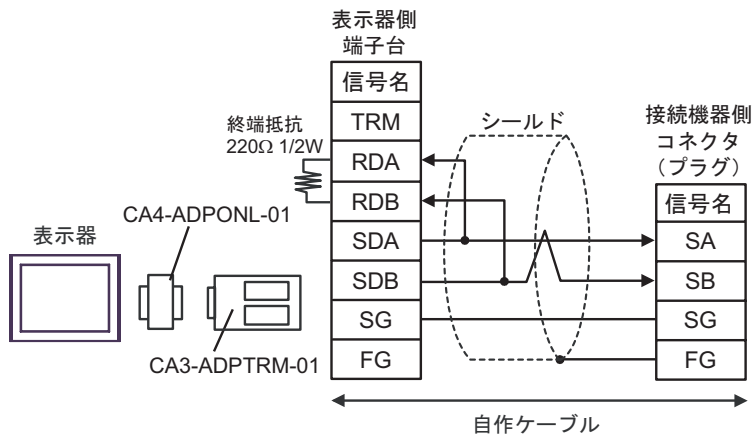 表示器側
端子台
信号名
TRM
RDA
RDB
SDA
SDB
SG
FG
終端抵抗
220Ω 1/2W
シールド
接続機器側
コネクタ
（プラグ）
信号名
SA
SB
SG
FG
表示器
CA4-ADPONL-01
CA3-ADPTRM-01
自作ケーブル